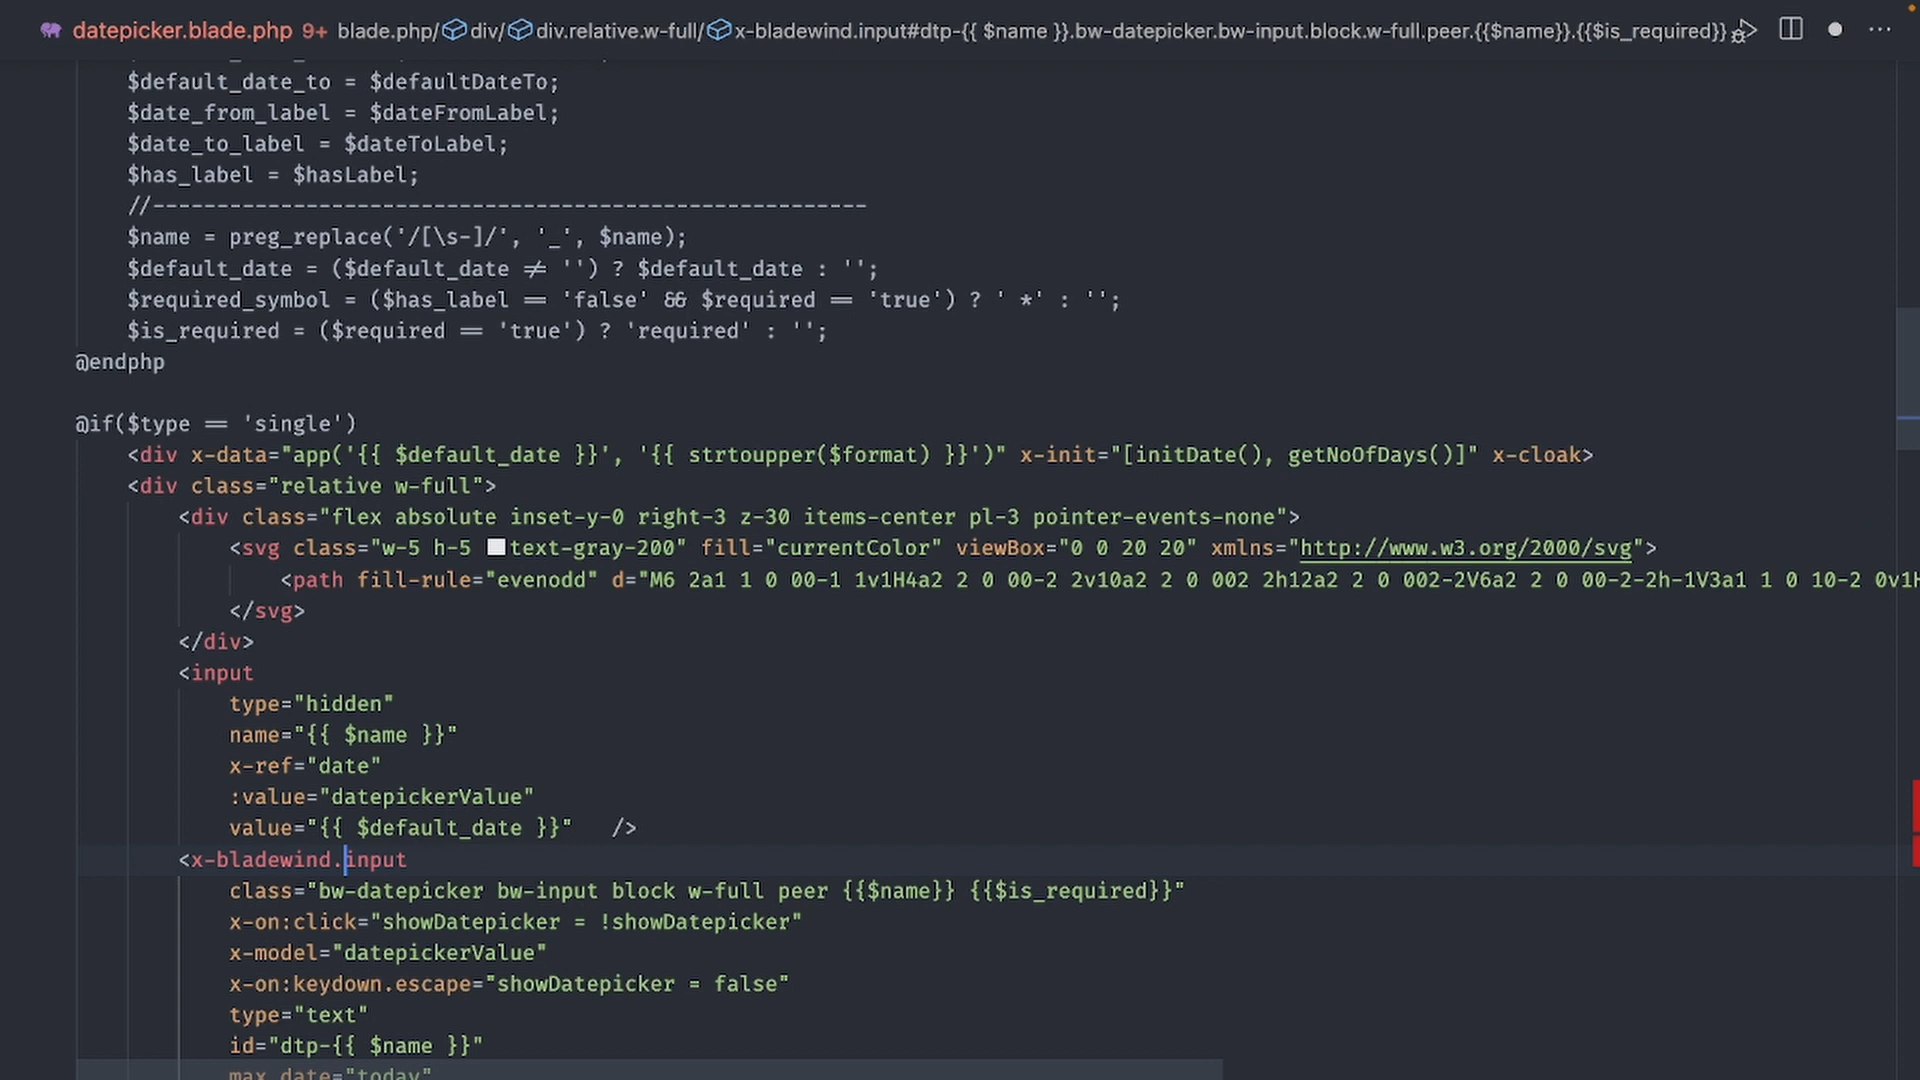 datepicker.blade.php 9+ blade.php/div/div.relative.w-full/x-bladewind.input#dtp-{{ $name }}.bw-datepicker.bw-input.block.w-full.peer.{{$name}}.{{$is_required}}
$default_date_to = $defaultDateTo;
$date_from_label = $dateFromLabel;
$date_to_label = $dateToLabel;
$has_label = $hasLabel;
//--------------------------------------------------------
$name = preg_replace('/[\s-]/', '_', $name);
$default_date = ($default_date ≠ '') ? $default_date : '';
$required_symbol = ($has_label == 'false' && $required == 'true') ? ' *' : '';
$is_required = ($required == 'true') ? 'required' : '';
@endphp
@if($type == 'single')
<div x-data="app('{{ $default_date }}', '{{ strtoupper($format) }}')" x-init="[initDate(), getNoOfDays()]" x-cloak>
<div class="relative w-full">
<div class="flex absolute inset-y-0 right-3 z-30 items-center pl-3 pointer-events-none">
<svg class="w-5 h-5 text-gray-200" fill="currentColor" viewBox="0 0 20 20" xmlns="http://www.w3.org/2000/svg">
<path fill-rule="evenodd" d="M6 2a1 1 0 00-1 1v1H4a2 2 0 00-2 2v10a2 2 0 002 2h12a2 2 0 002-2V6a2 2 0 00-2-2h-1V3a1 1 0 10-2 0v1H
</svg>
</div>
<input
type="hidden"
name="{{ $name }}"
x-ref="date"
:value="datepickerValue"
value="{{ $default_date }}" />
<x-bladewind.input
class="bw-datepicker bw-input block w-full peer {{$name}} {{$is_required}}"
x-on:click="showDatepicker = !showDatepicker"
x-model="datepickerValue"
x-on:keydown.escape="showDatepicker = false"
type="text"
id="dtp-{{ $name }}"
max_date="today"